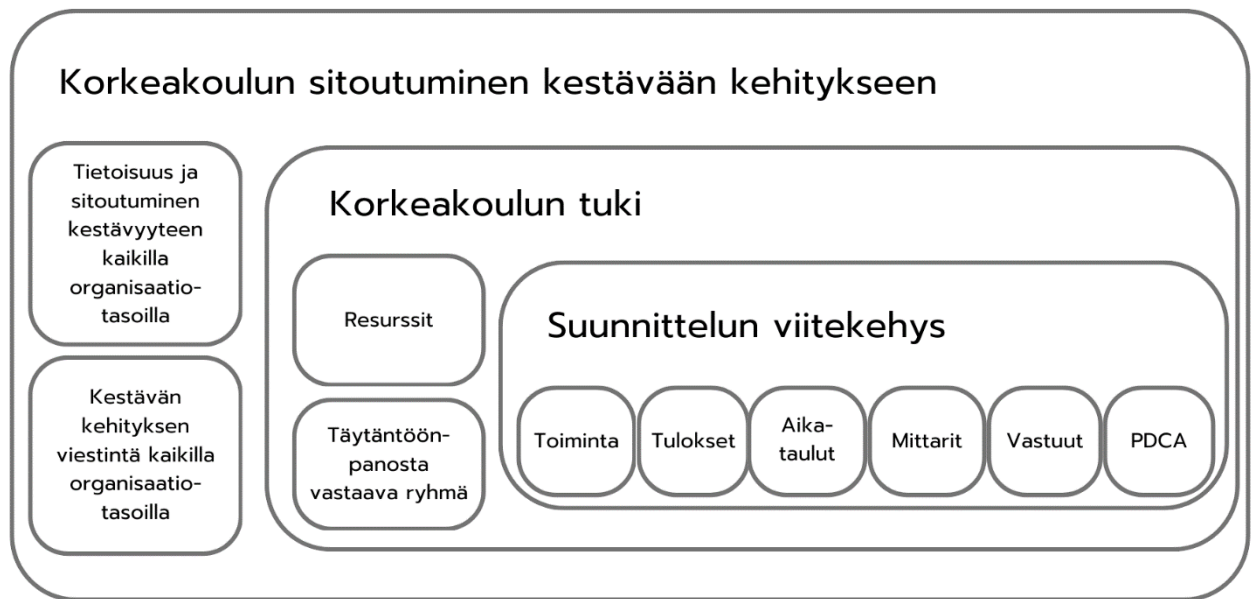 Korkeakoulun sitoutuminen kestävään kehitykseen
Tietoisuus ja
sitoutuminen
kestävyyteen
kaikilla
organisaatio-
tasoilla
Kestävän
kehityksen
viestintä kaikilla
organisaatio-
tasoilla
Korkeakoulun tuki
Resurssit
Täytäntöön-
panosta
vastaava ryhmä
Suunnittelun viitekehys
Toiminta
Tulokset
Aika-
taulut
Mittarit
Vastuut
PDCA